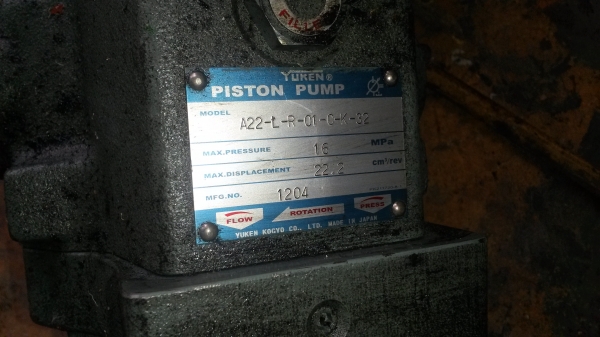 FILL
YUKEN®
PISTON PUMP
MODEL A22-L-R-01-C-K-32
MAX.PRESSURE 16 MPa
MAX.DISPLACEMENT 22.2 cm³/rev
MFG.NO. 1204
FLOW ROTATION PRESS
YUKEN KOGYO CO., LTD. MADE IN JAPAN